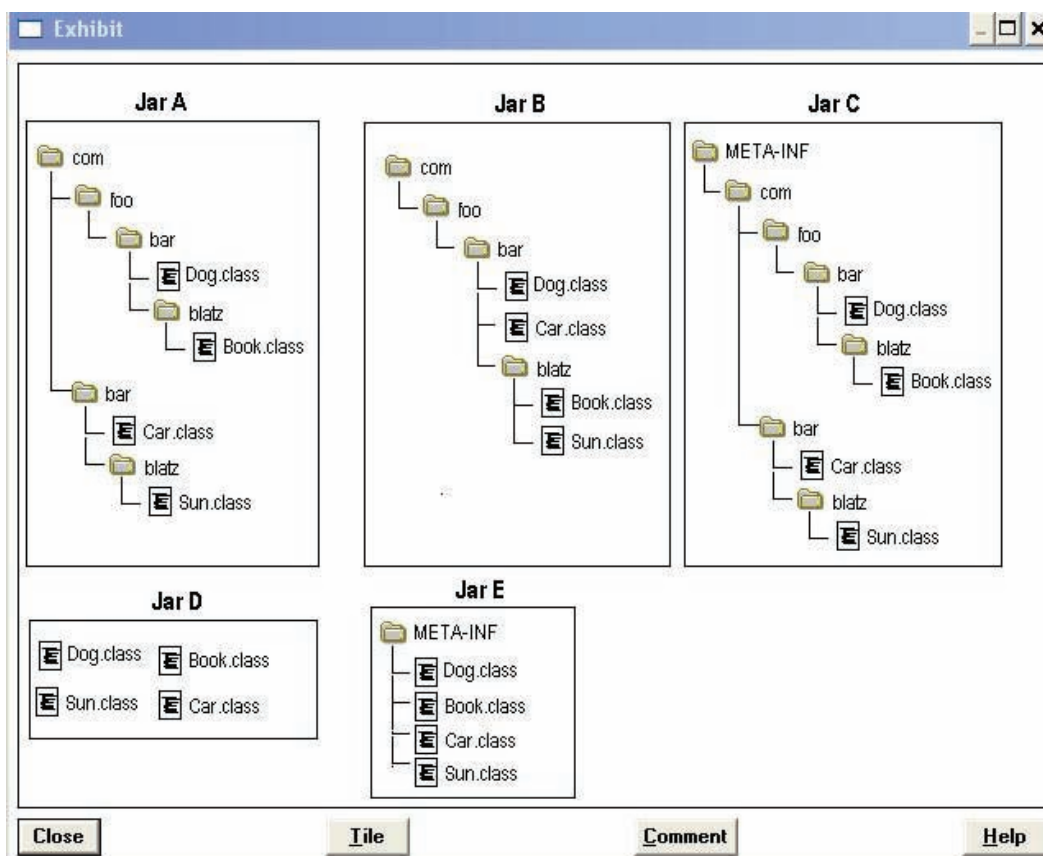 Exhibit
Jar A
com
foo
bar
Dog.class
blatz
Book.class
bar
Car.class
blatz
Sun.class
Jar B
com
foo
bar
Dog.class
Car.class
blatz
Book.class
Sun.class
Jar C
META-INF
com
foo
bar
Dog.class
blatz
Book.class
bar
Car.class
blatz
Sun.class
Jar D
Dog.class Book.class
Sun.class Car.class
Jar E
META-INF
Dog.class
Book.class
Car.class
Sun.class
Close Tile Comment Help